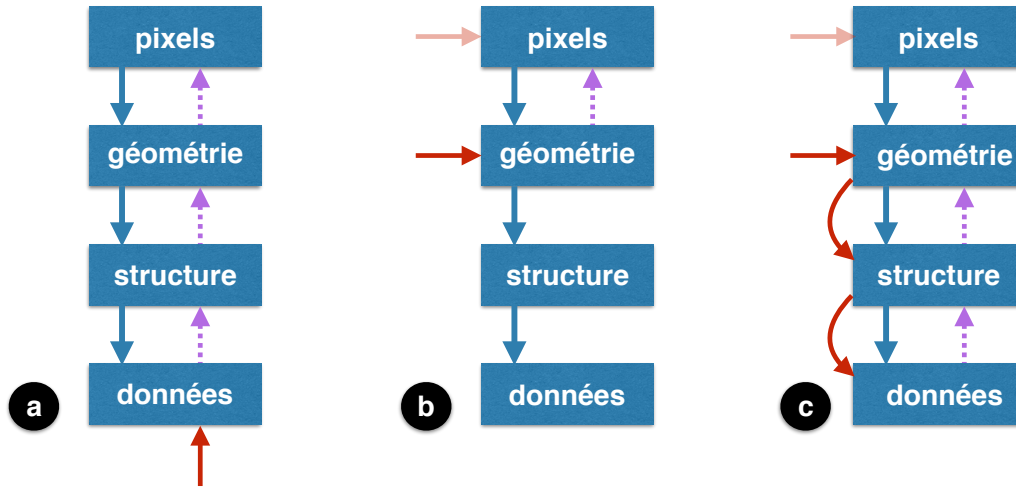 pixels
géométrie
structure
données
a
pixels
géométrie
structure
données
b
pixels
géométrie
structure
données
c